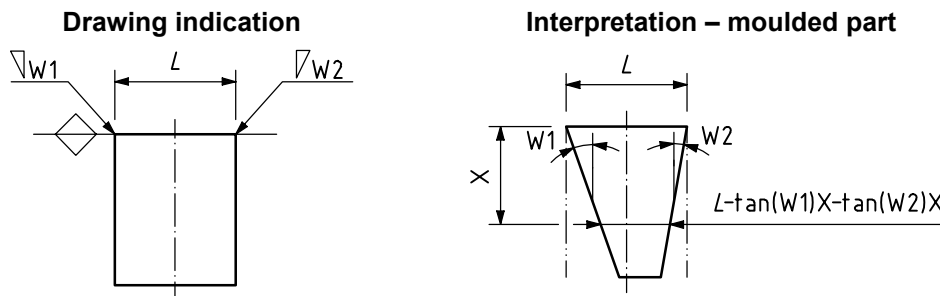 Drawing indication
W1
L
W2
Interpretation – moulded part
L
W1
W2
X
L-tan(W1)X-tan(W2)X